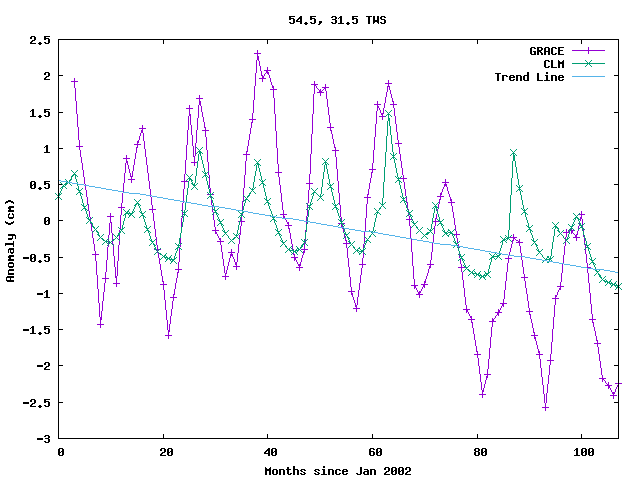 54.5, 31.5 TWS
GRACE
CLM
Trend Line
Anomaly (cm)
2.5
2
1.5
1
0.5
0
-0.5
-1
-1.5
-2
-2.5
-3
0 20 40 60 80 100
Months since Jan 2002